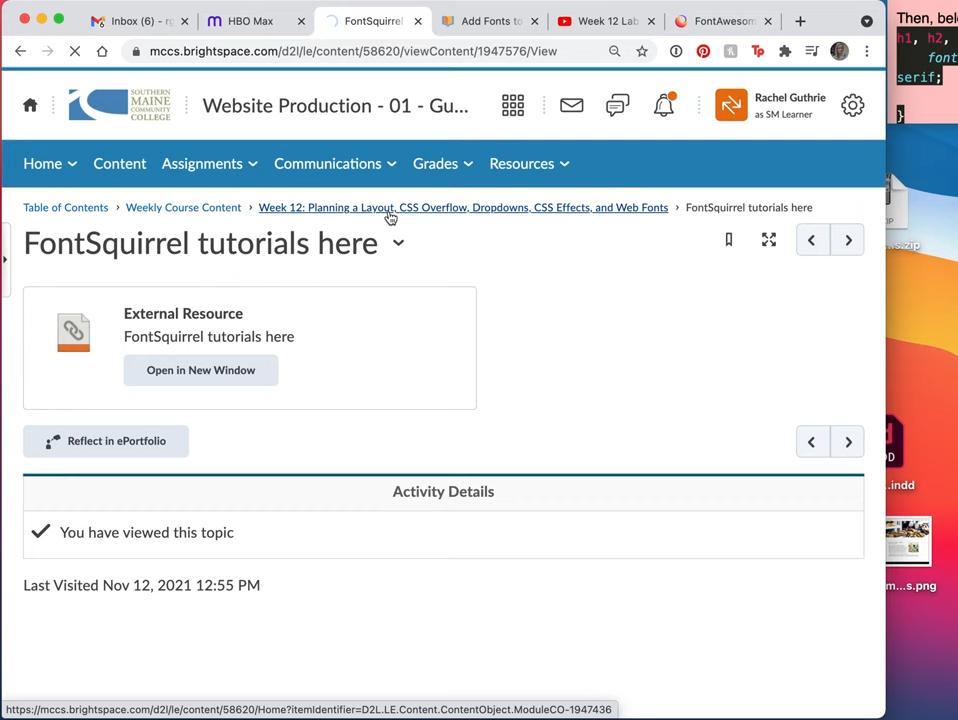 Inbox (6) – rg
HBO Max
FontSquirrel
Add Fonts to
Week 12 Lab
FontAwesom
mccs.brightspace.com/d2l/le/content/58620/viewContent/1947576/View
Then, bel
h1, h2,
font
serif;
}
SOUTHERN
MAINE
COMMUNITY
COLLEGE
Website Production - 01 - Gu...
Rachel Guthrie
as SM Learner
Home
Content
Assignments
Communications
Grades
Resources
Table of Contents › Weekly Course Content › Week 12: Planning a Layout, CSS Overflow, Dropdowns, CSS Effects, and Web Fonts › FontSquirrel tutorials here
FontSquirrel tutorials here
External Resource
FontSquirrel tutorials here
Open in New Window
Reflect in ePortfolio
Activity Details
You have viewed this topic
Last Visited Nov 12, 2021 12:55 PM
s.zip
.indd
m...s.png
https://mccs.brightspace.com/d2l/le/content/58620/Home?itemIdentifier=D2L.LE.Content.ContentObject.ModuleCO-1947436